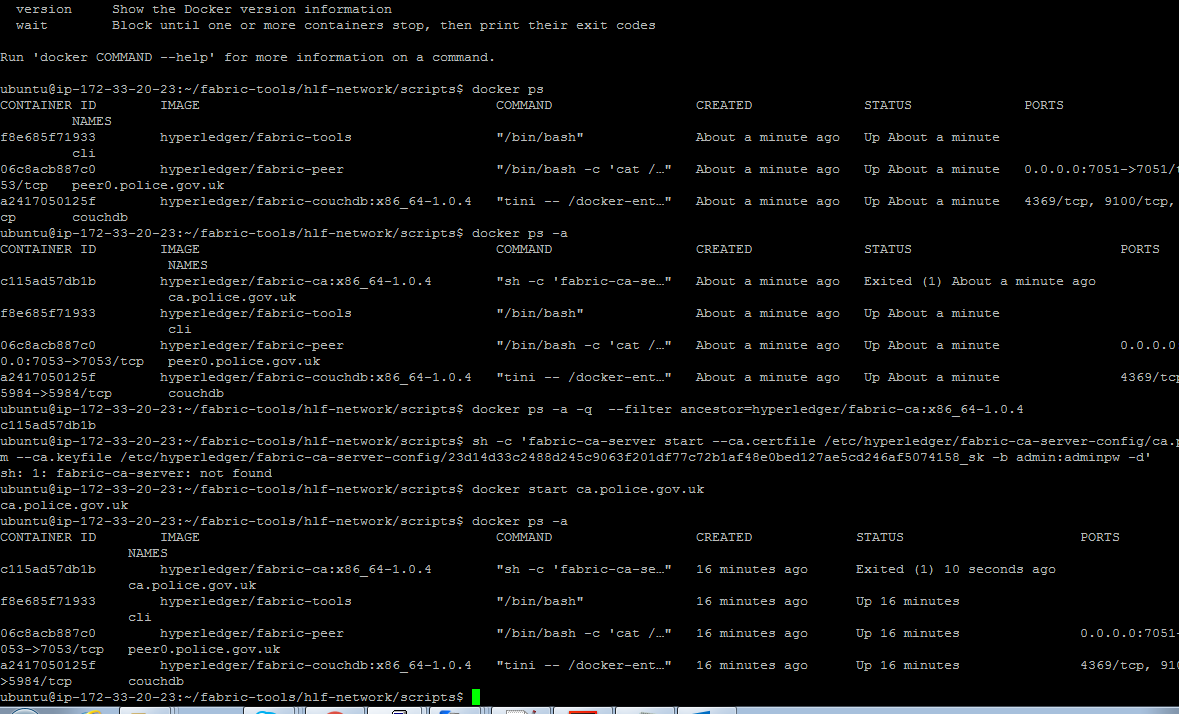 version     Show the Docker version information
wait        Block until one or more containers stop, then print their exit codes
Run 'docker COMMAND --help' for more information on a command.
ubuntu@ip-172-33-20-23:~/fabric-tools/hlf-network/scripts$ docker ps
CONTAINER ID        IMAGE                                     COMMAND                  CREATED              STATUS              PORTS
NAMES
f8e685f71933        hyperledger/fabric-tools                  "/bin/bash"              About a minute ago   Up About a minute
cli
06c8acb887c0        hyperledger/fabric-peer                   "/bin/bash -c 'cat /…"   About a minute ago   Up About a minute   0.0.0.0:7051->7051/t
53/tcp   peer0.police.gov.uk
a2417050125f        hyperledger/fabric-couchdb:x86_64-1.0.4   "tini -- /docker-ent…"   About a minute ago   Up About a minute   4369/tcp, 9100/tcp,
cp       couchdb
ubuntu@ip-172-33-20-23:~/fabric-tools/hlf-network/scripts$ docker ps -a
CONTAINER ID        IMAGE                                     COMMAND                  CREATED              STATUS                          PORTS
NAMES
c115ad57db1b        hyperledger/fabric-ca:x86_64-1.0.4        "sh -c 'fabric-ca-se…"   About a minute ago   Exited (1) About a minute ago
ca.police.gov.uk
f8e685f71933        hyperledger/fabric-tools                  "/bin/bash"              About a minute ago   Up About a minute
cli
06c8acb887c0        hyperledger/fabric-peer                   "/bin/bash -c 'cat /…"   About a minute ago   Up About a minute               0.0.0.0
0.0:7053->7053/tcp   peer0.police.gov.uk
a2417050125f        hyperledger/fabric-couchdb:x86_64-1.0.4   "tini -- /docker-ent…"   About a minute ago   Up About a minute               4369/tcp
5984->5984/tcp       couchdb
ubuntu@ip-172-33-20-23:~/fabric-tools/hlf-network/scripts$ docker ps -a -q  --filter ancestor=hyperledger/fabric-ca:x86_64-1.0.4
c115ad57db1b
ubuntu@ip-172-33-20-23:~/fabric-tools/hlf-network/scripts$ sh -c 'fabric-ca-server start --ca.certfile /etc/hyperledger/fabric-ca-server-config/ca.p
m --ca.keyfile /etc/hyperledger/fabric-ca-server-config/23d14d33c2488d245c9063f201df77c72b1af48e0bed127ae5cd246af5074158_sk -b admin:adminpw -d'
sh: 1: fabric-ca-server: not found
ubuntu@ip-172-33-20-23:~/fabric-tools/hlf-network/scripts$ docker start ca.police.gov.uk
ca.police.gov.uk
ubuntu@ip-172-33-20-23:~/fabric-tools/hlf-network/scripts$ docker ps -a
CONTAINER ID        IMAGE                                     COMMAND                  CREATED             STATUS                      PORTS
NAMES
c115ad57db1b        hyperledger/fabric-ca:x86_64-1.0.4        "sh -c 'fabric-ca-se…"   16 minutes ago      Exited (1) 10 seconds ago
ca.police.gov.uk
f8e685f71933        hyperledger/fabric-tools                  "/bin/bash"              16 minutes ago      Up 16 minutes
cli
06c8acb887c0        hyperledger/fabric-peer                   "/bin/bash -c 'cat /…"   16 minutes ago      Up 16 minutes               0.0.0.0:7051-
053->7053/tcp   peer0.police.gov.uk
a2417050125f        hyperledger/fabric-couchdb:x86_64-1.0.4   "tini -- /docker-ent…"   16 minutes ago      Up 16 minutes               4369/tcp, 910
>5984/tcp       couchdb
ubuntu@ip-172-33-20-23:~/fabric-tools/hlf-network/scripts$